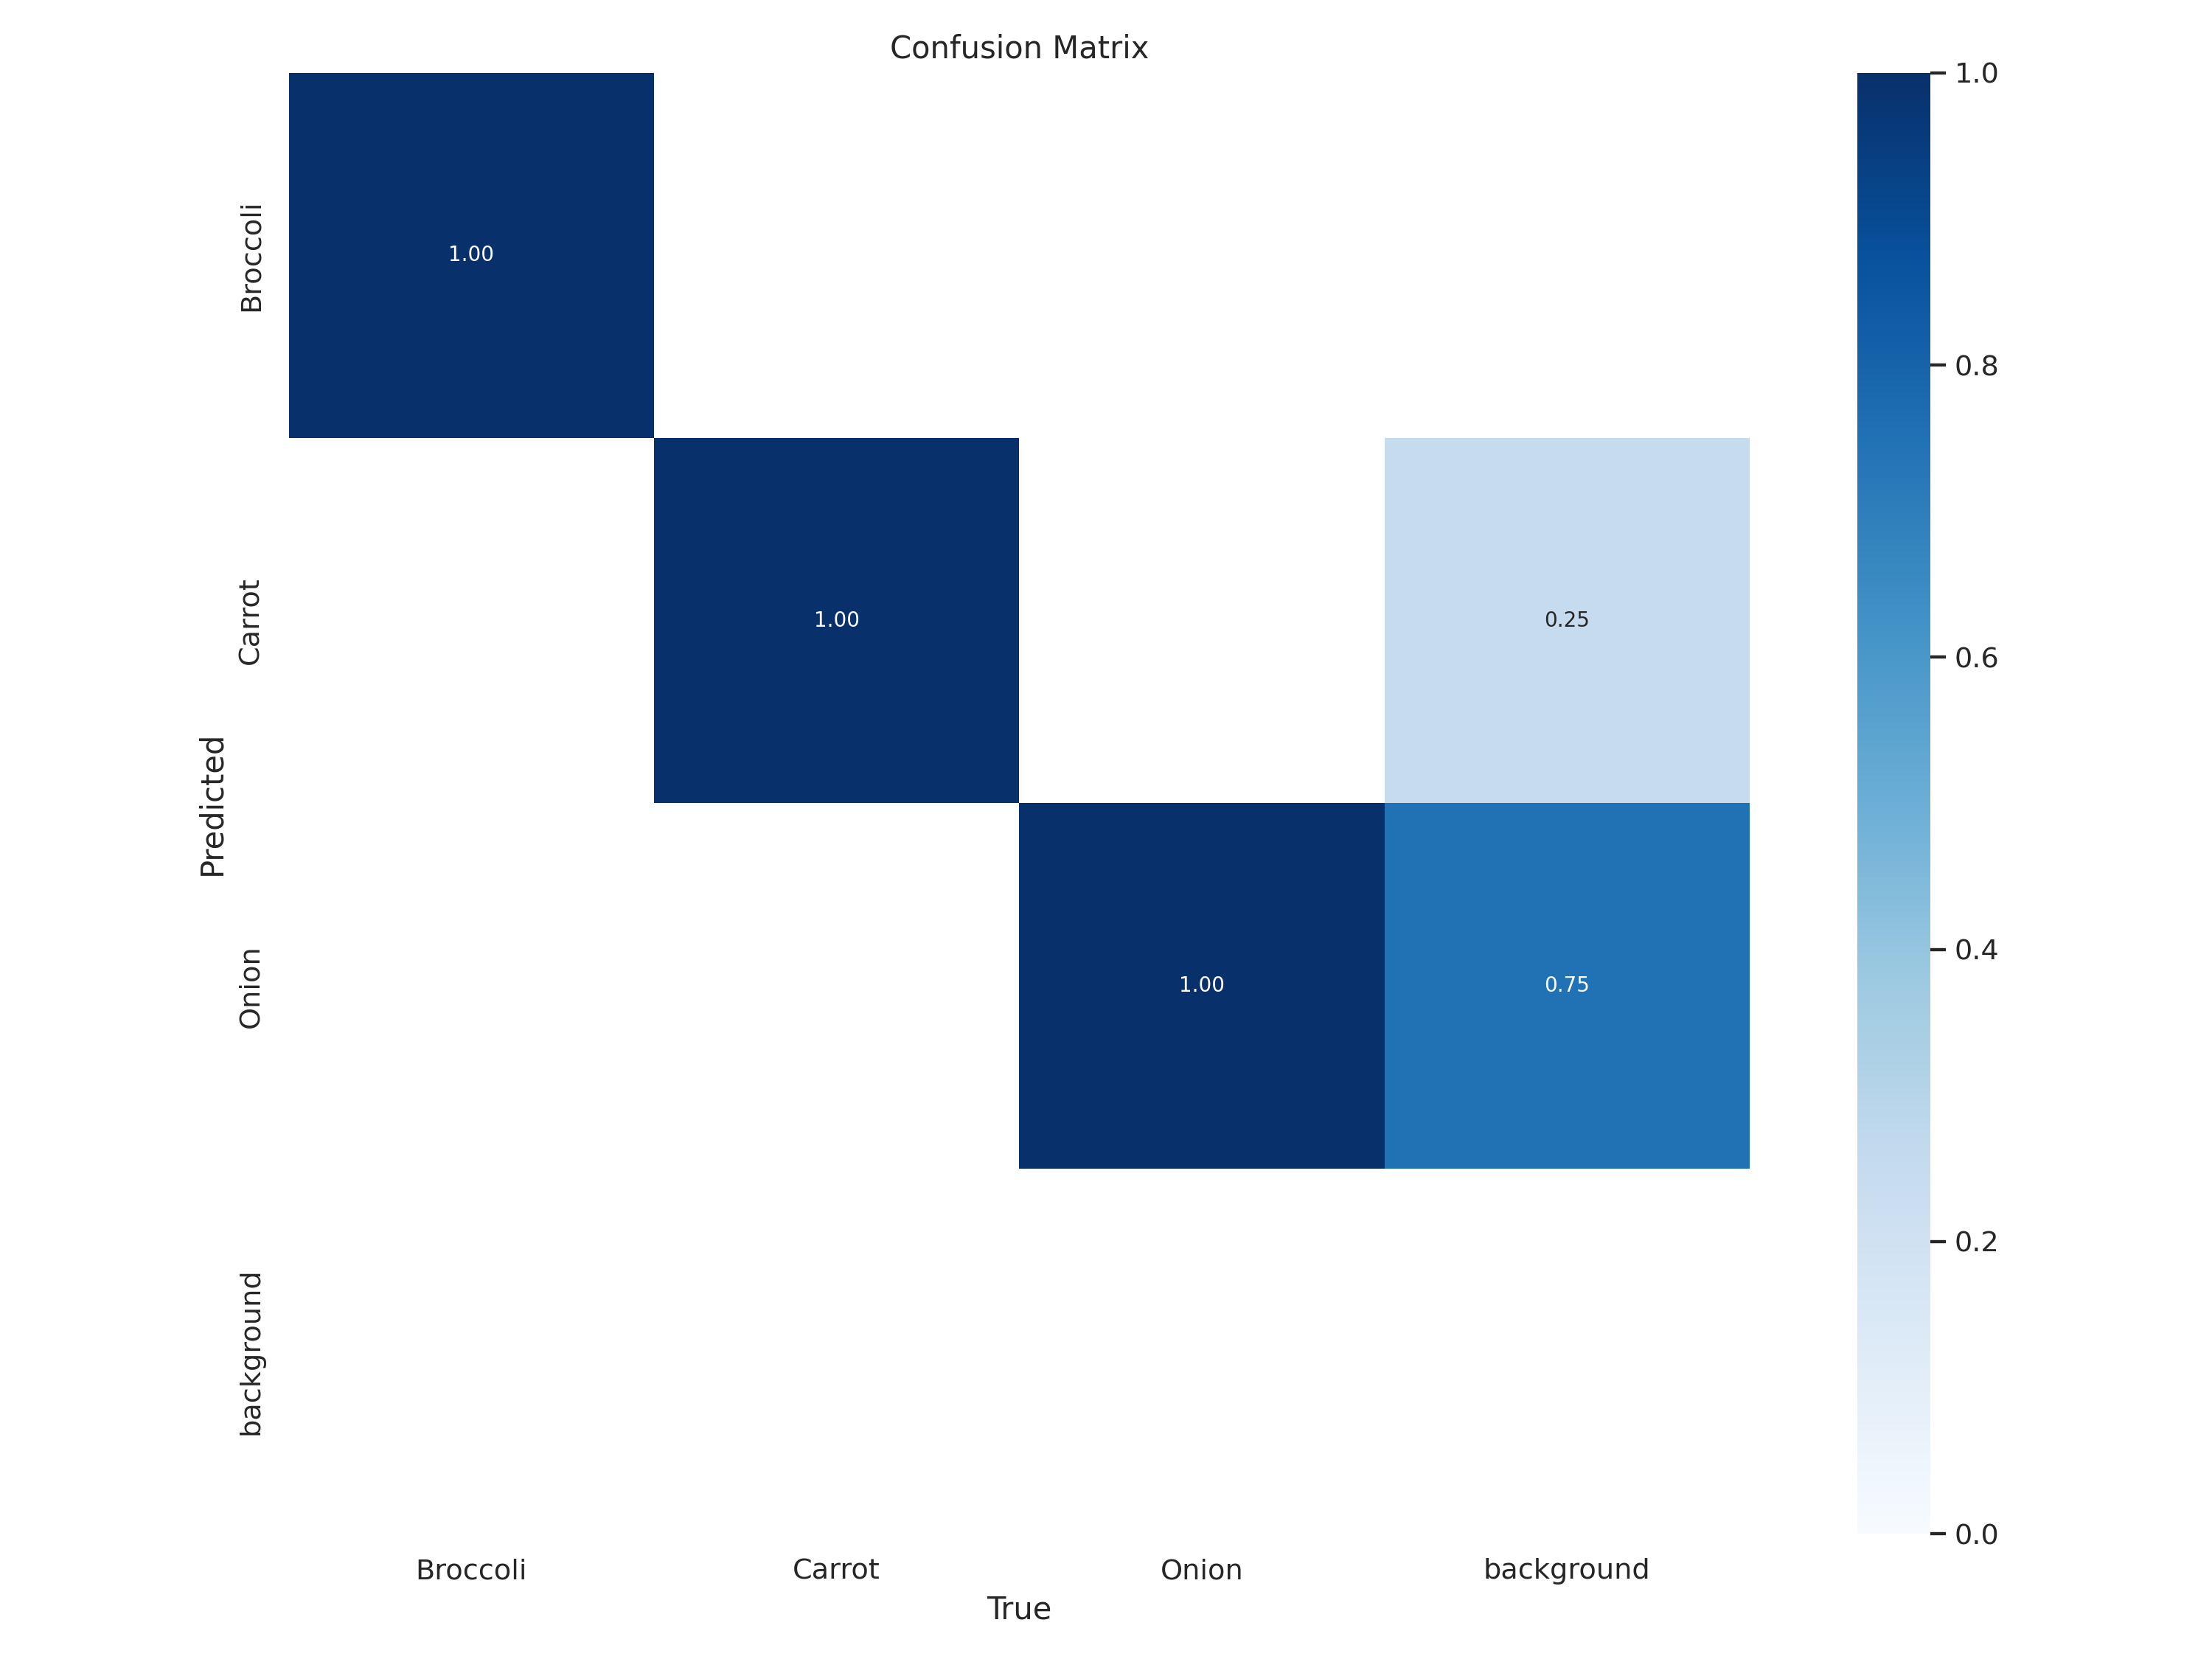 Confusion Matrix
1.0
Broccoli
1.00
0.8
Carrot
1.00
0.25
0.6
Predicted
Onion
1.00
0.75
0.4
background
0.2
0.0
Broccoli
Carrot
Onion
background
True